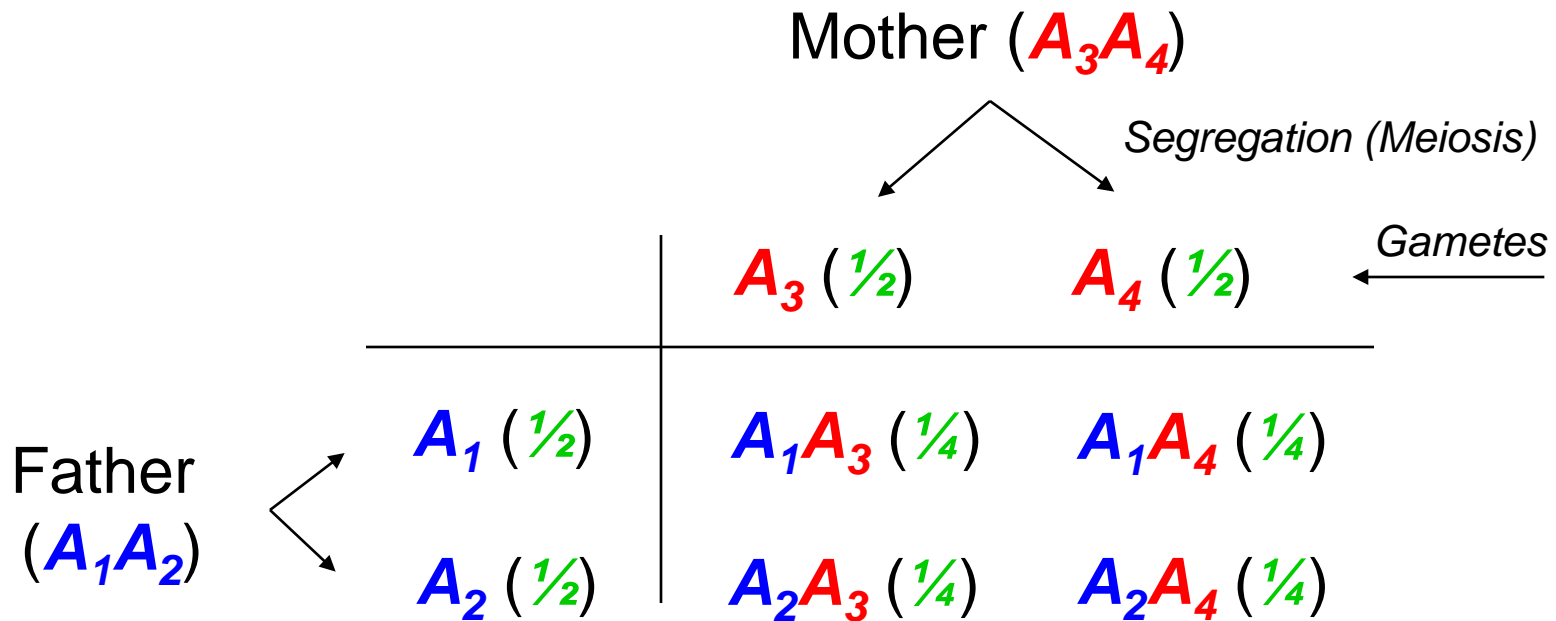 Mother (A₃A₄)
Segregation (Meiosis)
Gametes
A₃ (½) A₄ (½)
A₁ (½) A₁A₃ (¼) A₁A₄ (¼)
Father
(A₁A₂)
A₂ (½) A₂A₃ (¼) A₂A₄ (¼)